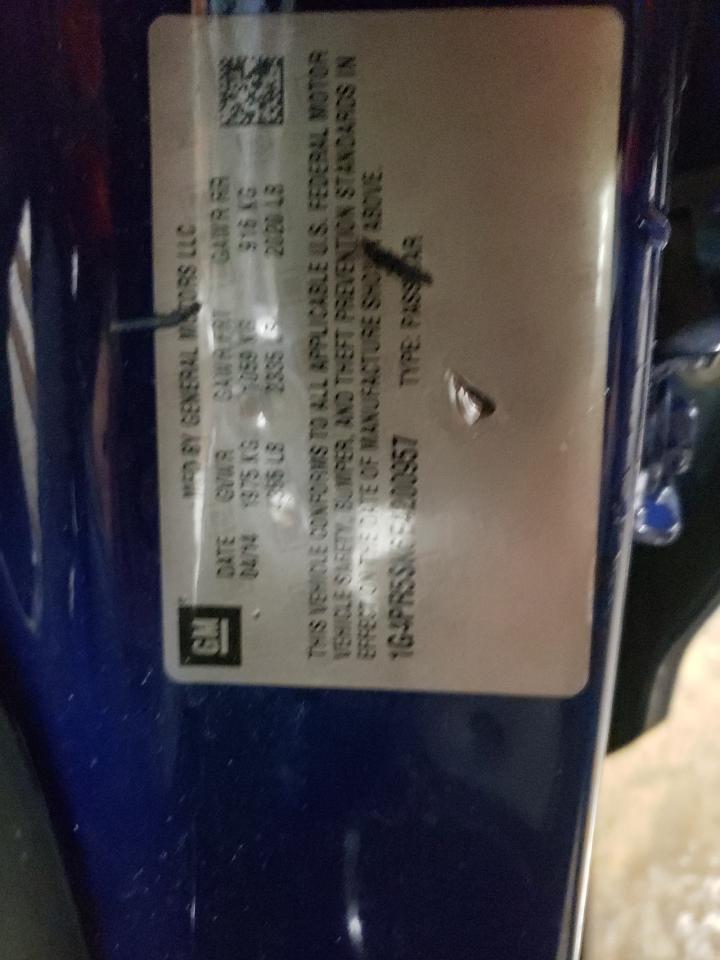 GM
MFD BY GENERAL MOTORS LLC
DATE GVWR GAWR FRT GAWR RR
04/14 1975 KG 1059 KG 916 KG
LB 2335 LB 2020 LB
THIS VEHICLE CONFORMS TO ALL APPLICABLE U.S. FEDERAL MOTOR
VEHICLE SAFETY, BUMPER, AND THEFT PREVENTION STANDARDS IN
EFFECT ON THE DATE OF MANUFACTURE SHOWN ABOVE.
TYPE: PASS CAR